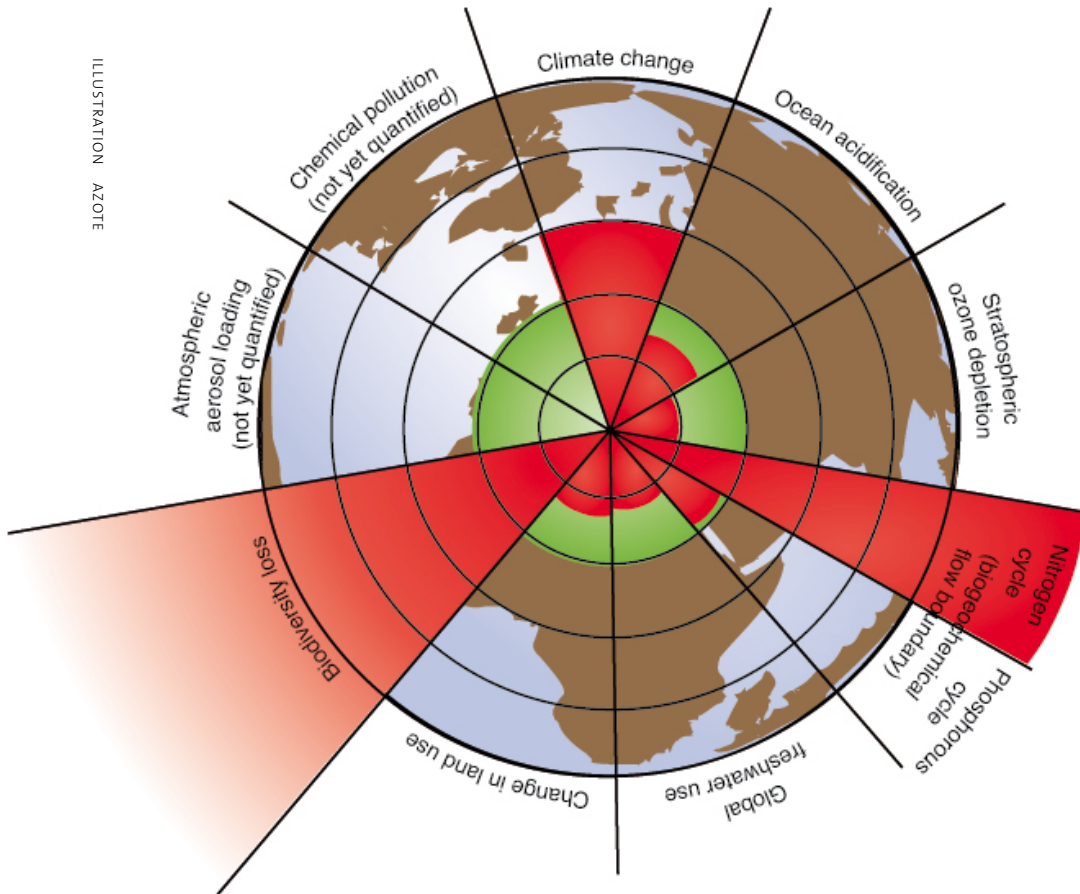 ILLUSTRATION AZOTE
Climate change
Ocean acidification
Stratospheric
ozone depletion
Nitrogen
cycle
(biogeochemical
flow boundary)
Phosphorous
cycle
Global
freshwater use
Change in land use
Biodiversity loss
Atmospheric
aerosol loading
(not yet quantified)
Chemical pollution
(not yet quantified)